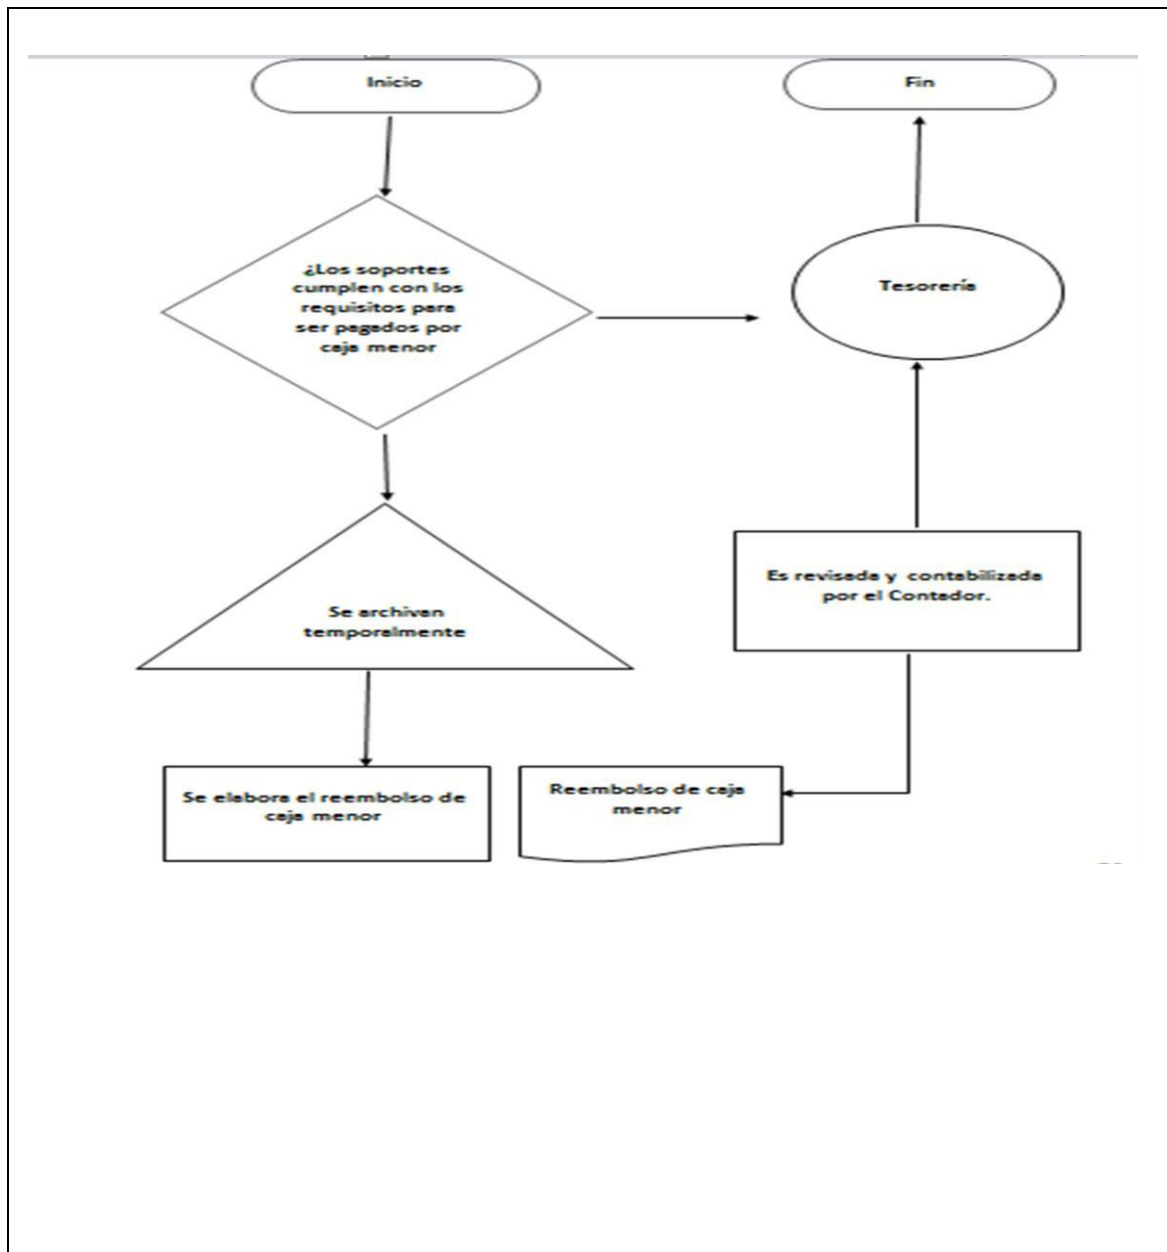 Inicio
Fin
¿Los soportes
cumplen con los
requisitos para
ser pagados por
caja menor
Tesorería
Se archivan
temporalmente
Es revisada y contabilizada
por el Contador.
Se elabora el reembolso de
caja menor
Reembolso de caja
menor